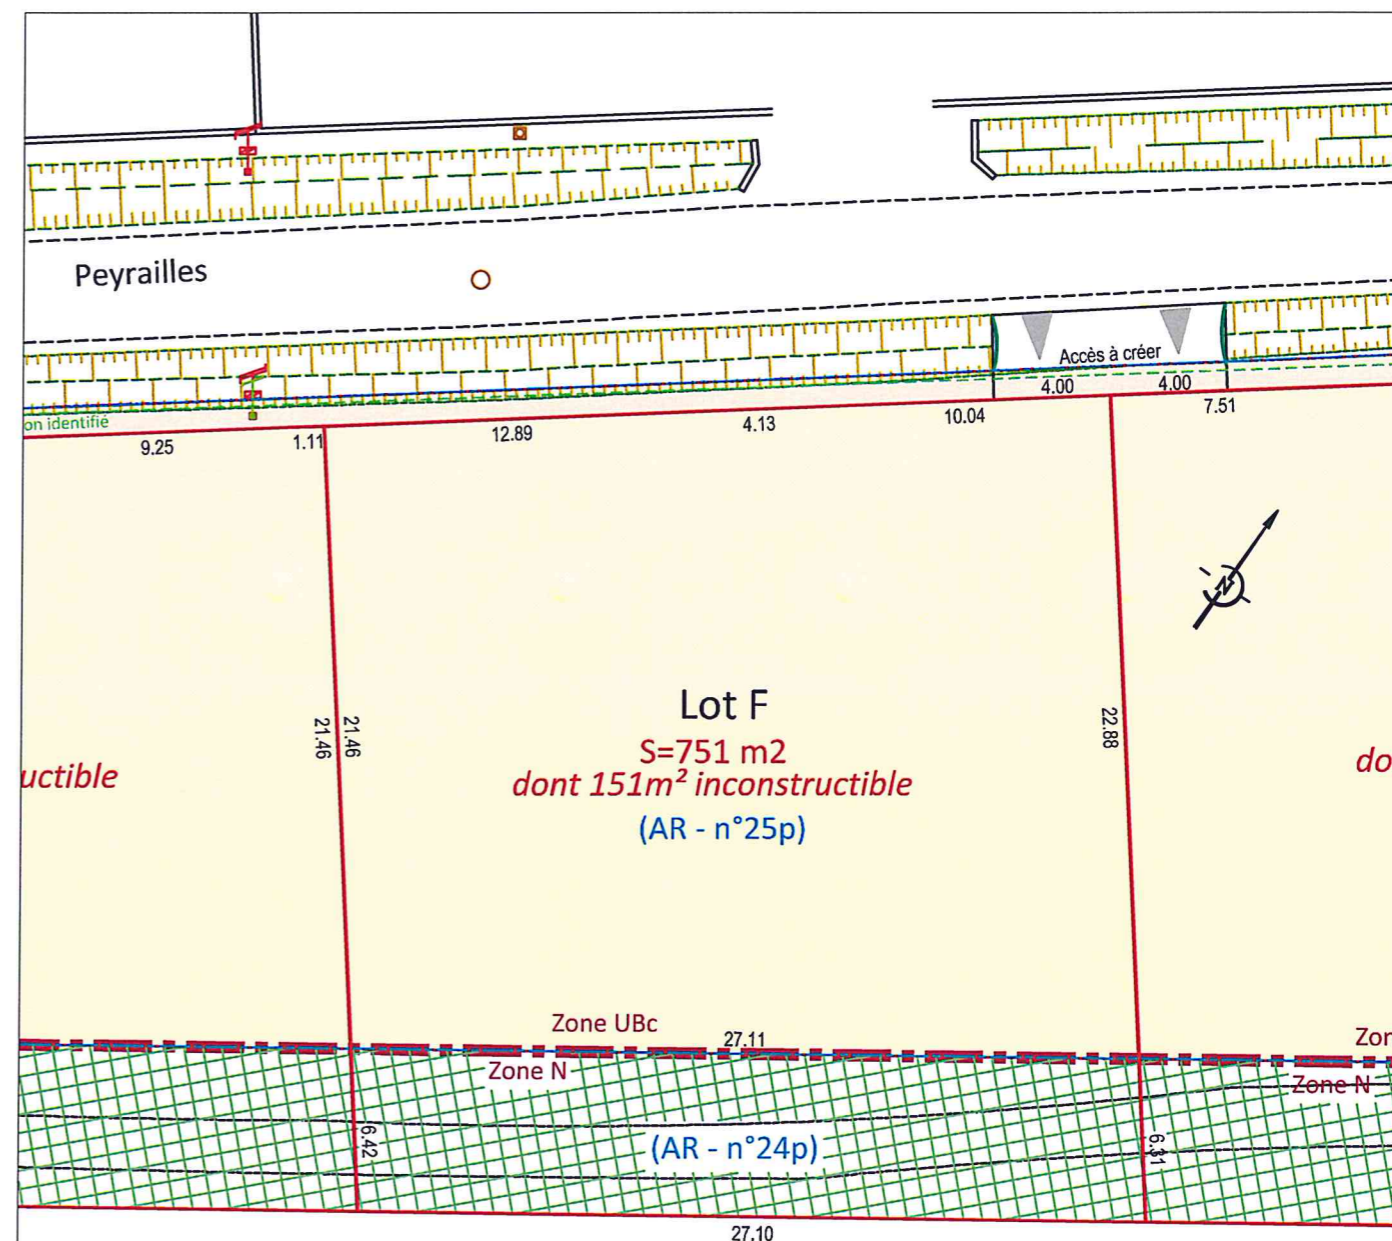 Peyrailles
Accès à créer
4.00
4.00
on identifié
9.25
1.11
12.89
4.13
10.04
7.51
N
21.46
21.46
22.88
Lot F
S=751 m2
dont 151m² inconstructible
(AR - n°25p)
uctible
do
Zone UBc
27.11
Zon
Zone N
Zone N
6.42
(AR - n°24p)
6.31
27.10